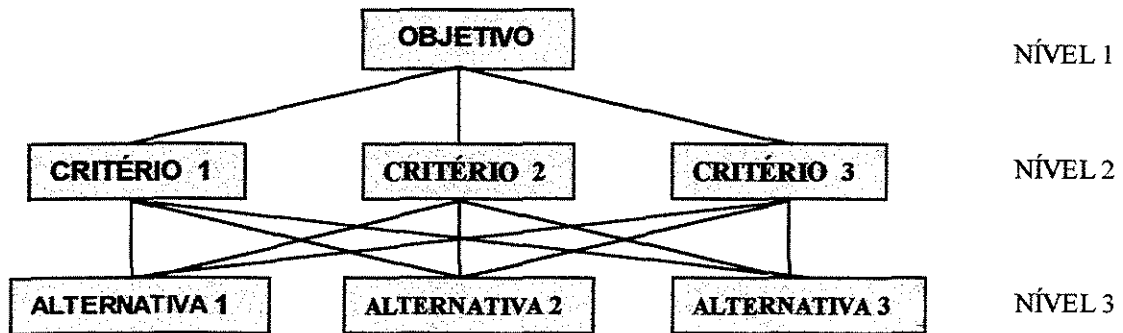 OBJETIVO NÍVEL 1
CRITÉRIO 1 CRITÉRIO 2 CRITÉRIO 3 NÍVEL 2
ALTERNATIVA 1 ALTERNATIVA 2 ALTERNATIVA 3 NÍVEL 3